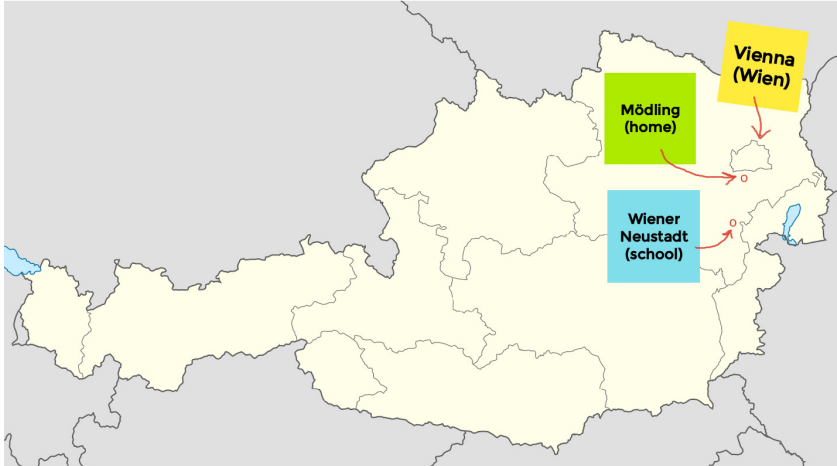 Vienna
(Wien)
Mödling
(home)
Wiener
Neustadt
(school)